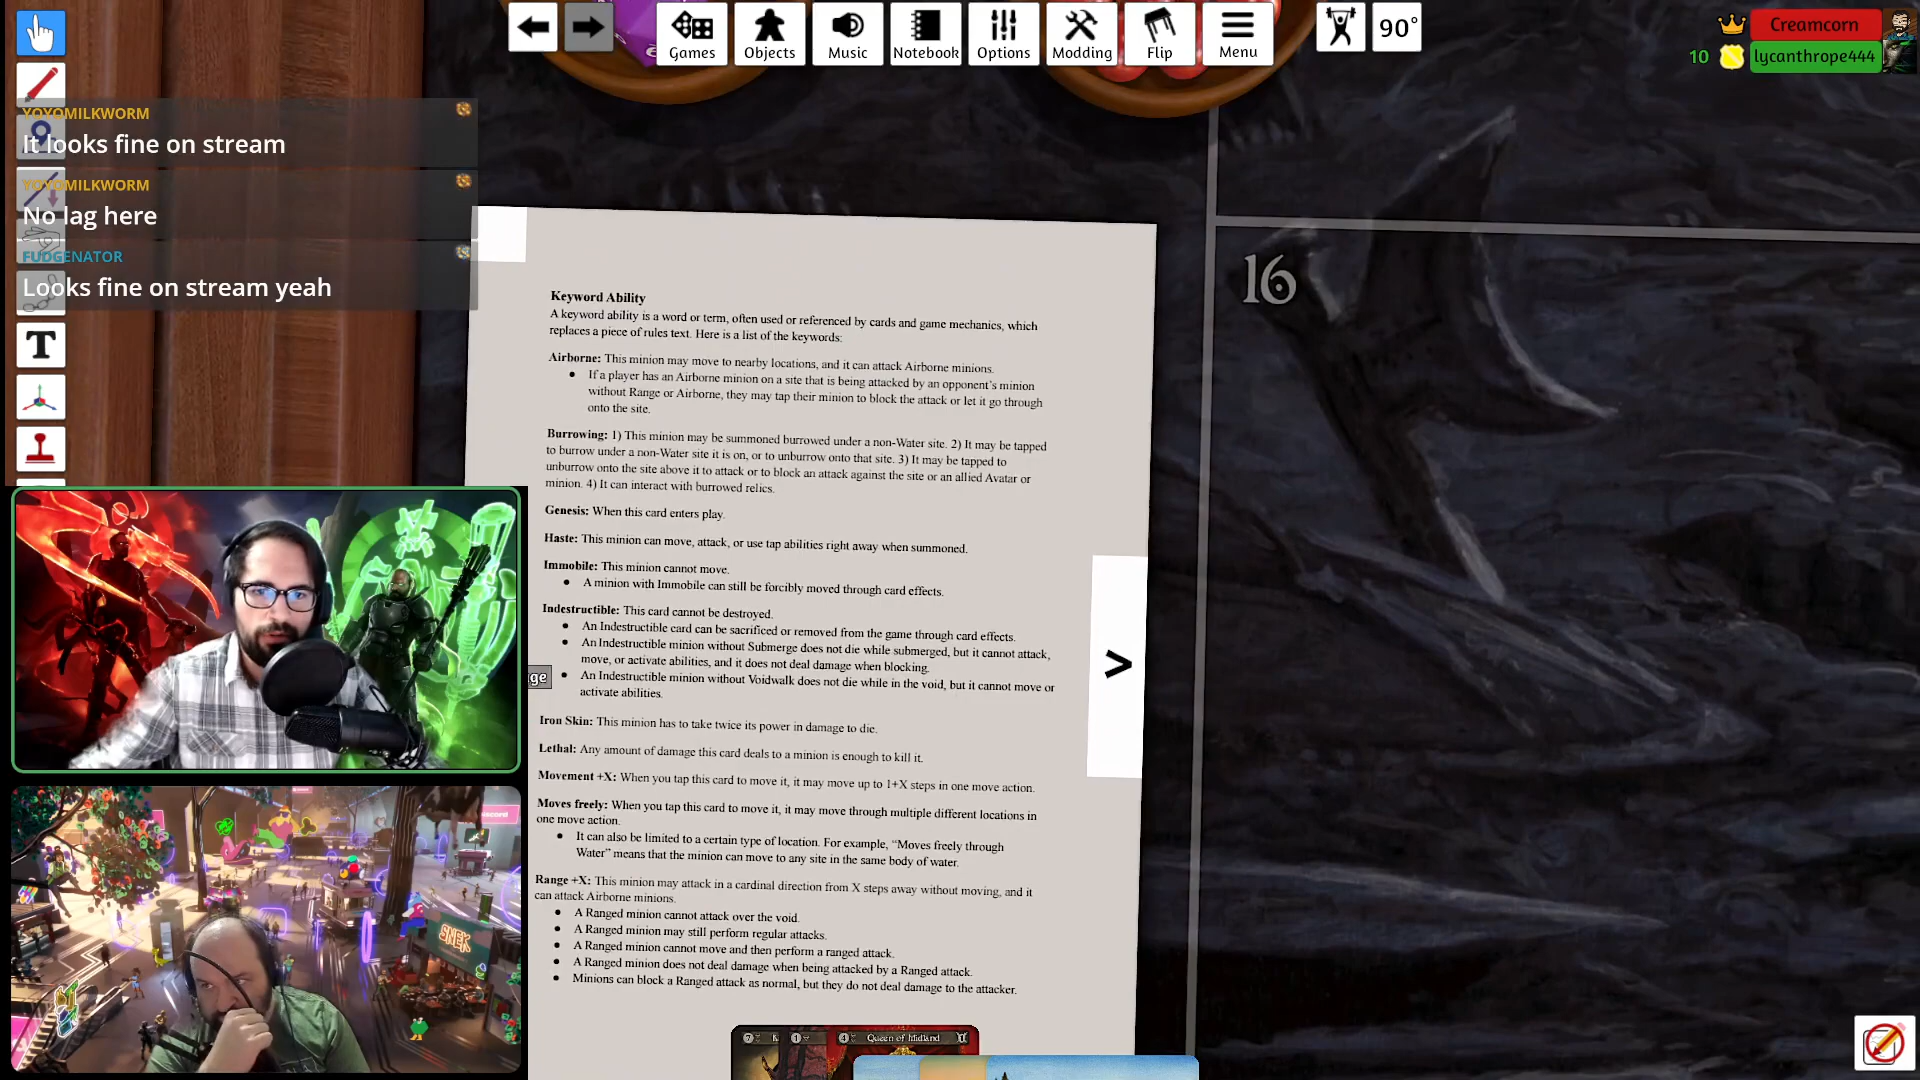 Games
Objects
Music
Notebook
Options
Modding
Flip
Menu
90°
Creamcorn
10
lycanthrope444
YOYOMILKWORM
It looks fine on stream
YOYOMILKWORM
No lag here
FUDGENATOR
Looks fine on stream yeah
T
16
Keyword Ability
A keyword ability is a word or term, often used or referenced by cards and game mechanics, which
replaces a piece of rules text. Here is a list of the keywords:
Airborne: This minion may move to nearby locations, and it can attack Airborne minions.
• If a player has an Airborne minion on a site that is being attacked by an opponent's minion
without Range or Airborne, they may tap their minion to block the attack or let it go through
onto the site.
Burrowing: 1) This minion may be summoned burrowed under a non-Water site. 2) It may be tapped
to burrow under a non-Water site it is on, or to unburrow onto that site. 3) It may be tapped to
unburrow onto the site above it to attack or to block an attack against the site or an allied Avatar or
minion. 4) It can interact with burrowed relics.
Genesis: When this card enters play.
Haste: This minion can move, attack, or use tap abilities right away when summoned.
Immobile: This minion cannot move.
• A minion with Immobile can still be forcibly moved through card effects.
Indestructible: This card cannot be destroyed.
• An Indestructible card can be sacrificed or removed from the game through card effects.
• An Indestructible minion without Submerge does not die while submerged, but it cannot attack,
move, or activate abilities, and it does not deal damage when blocking.
• An Indestructible minion without Voidwalk does not die while in the void, but it cannot move or
activate abilities.
ge
>
Iron Skin: This minion has to take twice its power in damage to die.
Lethal: Any amount of damage this card deals to a minion is enough to kill it.
Movement +X: When you tap this card to move it, it may move up to 1+X steps in one move action.
Moves freely: When you tap this card to move it, it may move through multiple different locations in
one move action.
• It can also be limited to a certain type of location. For example, "Moves freely through
Water" means that the minion can move to any site in the same body of water.
Range +X: This minion may attack in a cardinal direction from X steps away without moving, and it
can attack Airborne minions.
• A Ranged minion cannot attack over the void.
• A Ranged minion may still perform regular attacks.
• A Ranged minion cannot move and then perform a ranged attack.
• A Ranged minion does not deal damage when being attacked by a Ranged attack.
• Minions can block a Ranged attack as normal, but they do not deal damage to the attacker.
SNEK
7
1
4
Queen of Midland